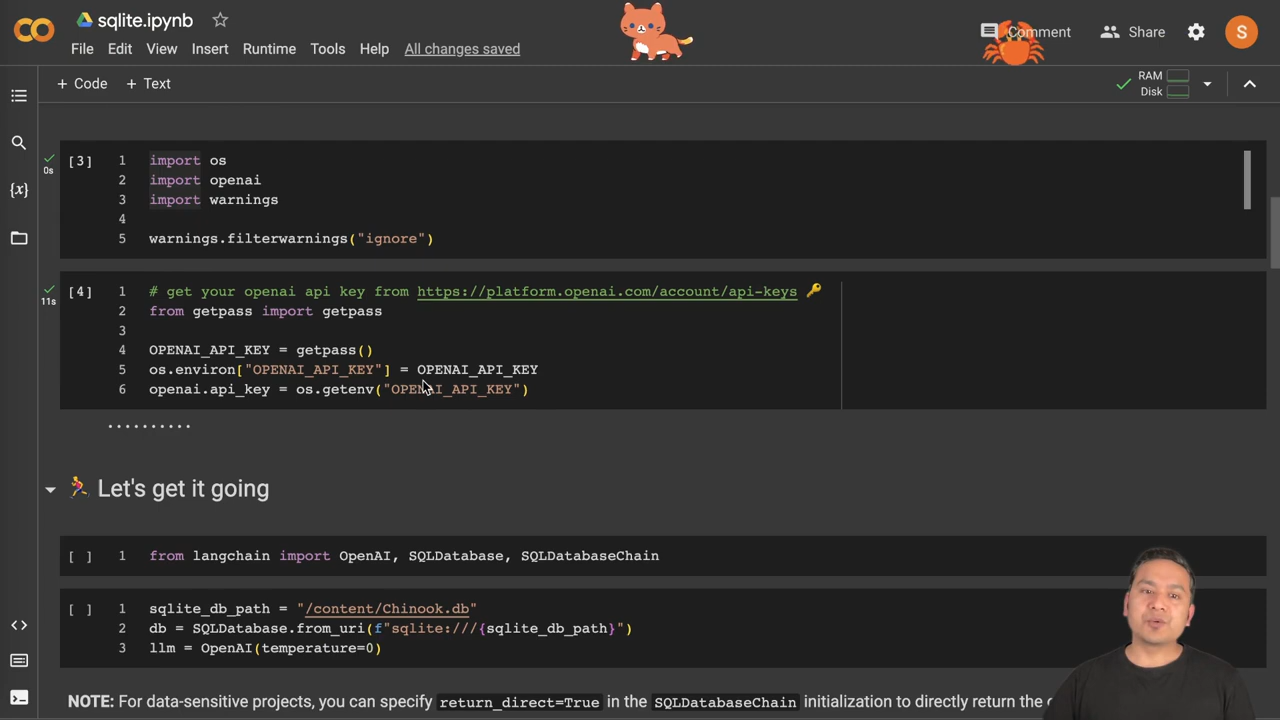 sqlite.ipynb
Comment
Share
S
File Edit View Insert Runtime Tools Help All changes saved
+ Code + Text
RAM
Disk
{x}
[3]
0s
1 import os
2 import openai
3 import warnings
4
5 warnings.filterwarnings("ignore")
[4]
11s
1 # get your openai api key from https://platform.openai.com/account/api-keys 🔑
2 from getpass import getpass
3
4 OPENAI_API_KEY = getpass()
5 os.environ["OPENAI_API_KEY"] = OPENAI_API_KEY
6 openai.api_key = os.getenv("OPENAI_API_KEY")
··········
🏃 Let's get it going
[ ] 1 from langchain import OpenAI, SQLDatabase, SQLDatabaseChain
[ ] 1 sqlite_db_path = "/content/Chinook.db"
2 db = SQLDatabase.from_uri(f"sqlite:///{sqlite_db_path}")
3 llm = OpenAI(temperature=0)
NOTE: For data-sensitive projects, you can specify return_direct=True in the SQLDatabaseChain initialization to directly return the